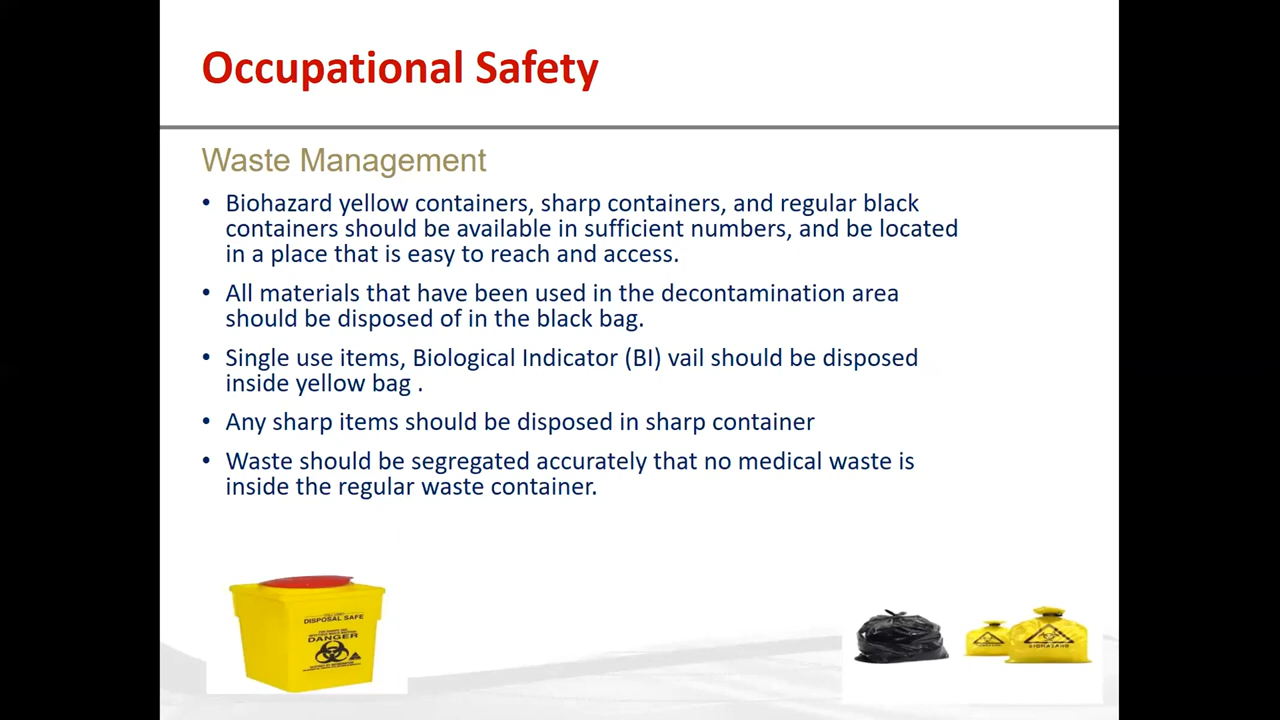 Occupational Safety
Waste Management
• Biohazard yellow containers, sharp containers, and regular black
containers should be available in sufficient numbers, and be located
in a place that is easy to reach and access.
• All materials that have been used in the decontamination area
should be disposed of in the black bag.
• Single use items, Biological Indicator (BI) vail should be disposed
inside yellow bag .
• Any sharp items should be disposed in sharp container
• Waste should be segregated accurately that no medical waste is
inside the regular waste container.
DISPOSAL SAFE
DANGER
BIOHAZARD